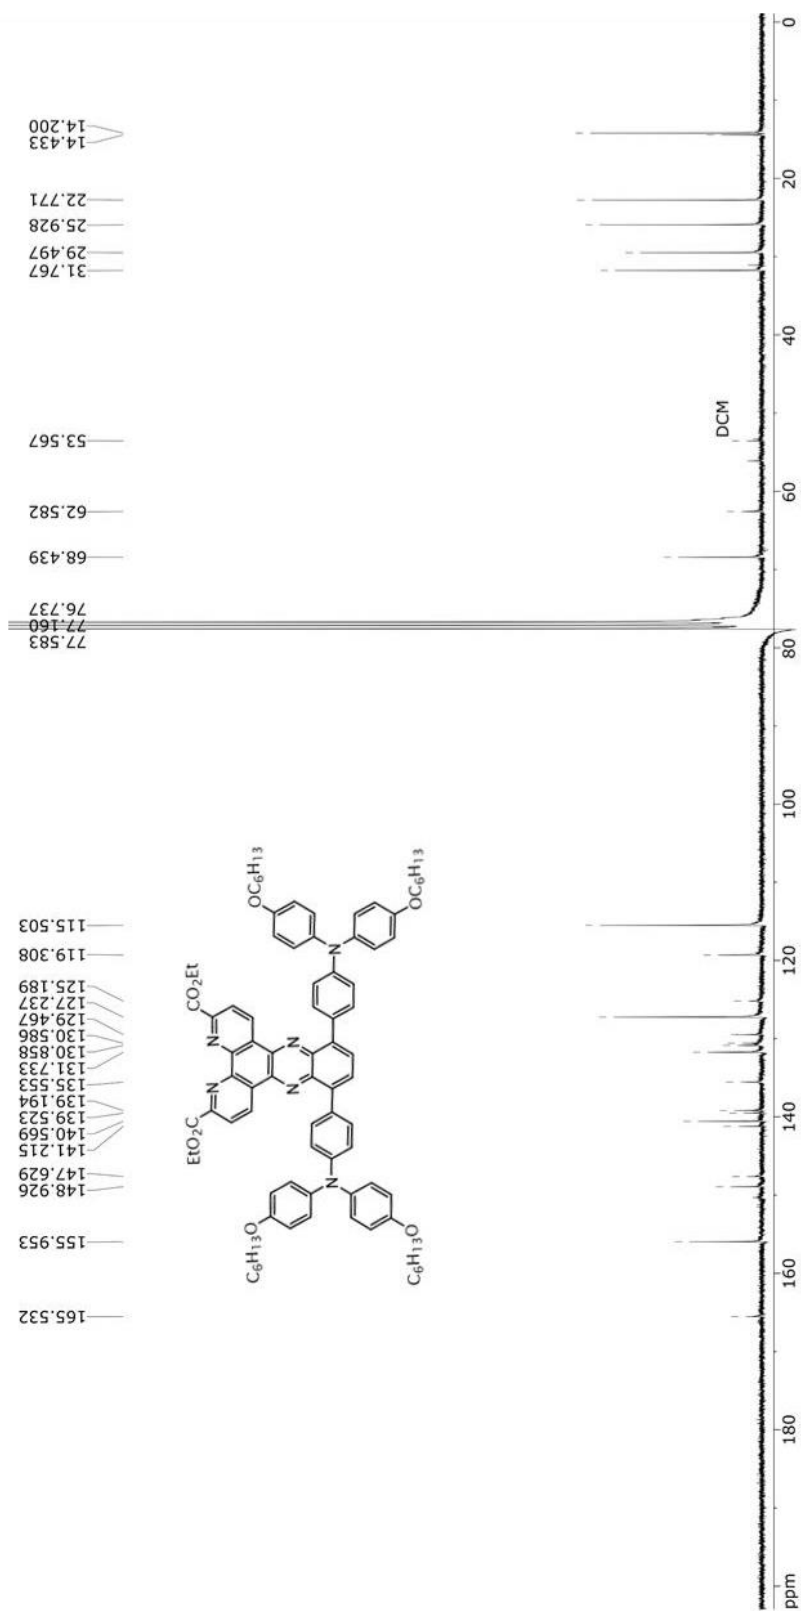 14.200
14.433
22.771
25.928
29.497
31.767
53.567
62.582
68.439
76.737
77.160
77.583
115.503
119.308
125.189
127.237
129.467
130.586
130.858
131.733
135.553
139.194
139.523
140.569
141.215
147.629
148.926
155.953
165.532
DCM
EtO₂C
CO₂Et
N
N
N
N
N
N
C₆H₁₃O
OC₆H₁₃
C₆H₁₃O
OC₆H₁₃
ppm
180
160
140
120
100
80
60
40
20
0